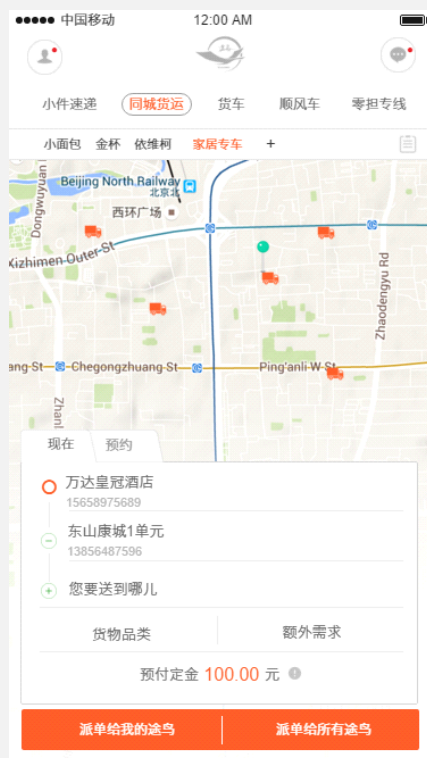 中国移动 12:00 AM
小件速递 同城货运 货车 顺风车 零担专线
小面包 金杯 依维柯 家居专车 +
Dongwuyuan
Beijing North Railway
北京北
西环广场
Xizhimen Outer St
Zhaodengyu Rd
ang St Chegongzhuang St Ping'anli W St
Zhanl
现在 预约
万达皇冠酒店
15658975689
东山康城1单元
13856487596
您要送到哪儿
货物品类 额外需求
预付定金 100.00 元
派单给我的途鸟 派单给所有途鸟